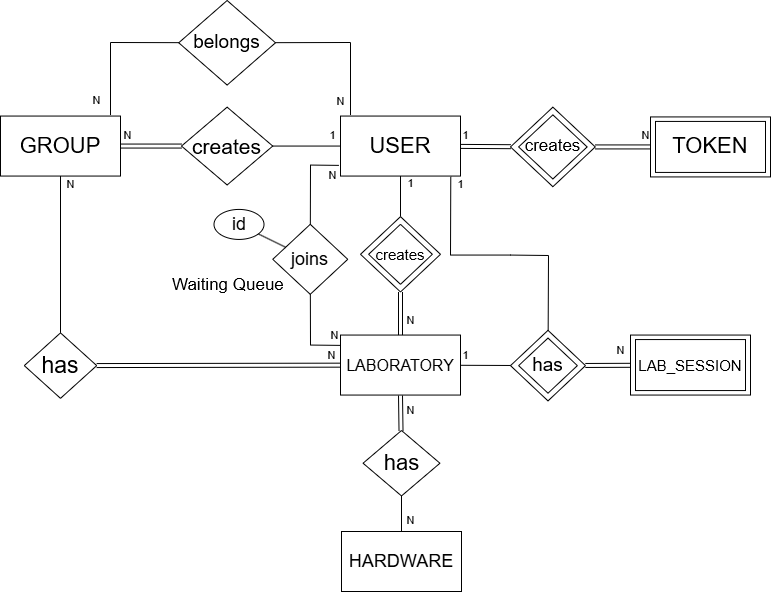 belongs
N
N
GROUP
N
creates
1
USER
1
creates
N
TOKEN
N
N
1
1
id
joins
creates
Waiting Queue
N
N
has
N
LABORATORY
1
has
N
LAB_SESSION
N
has
N
HARDWARE